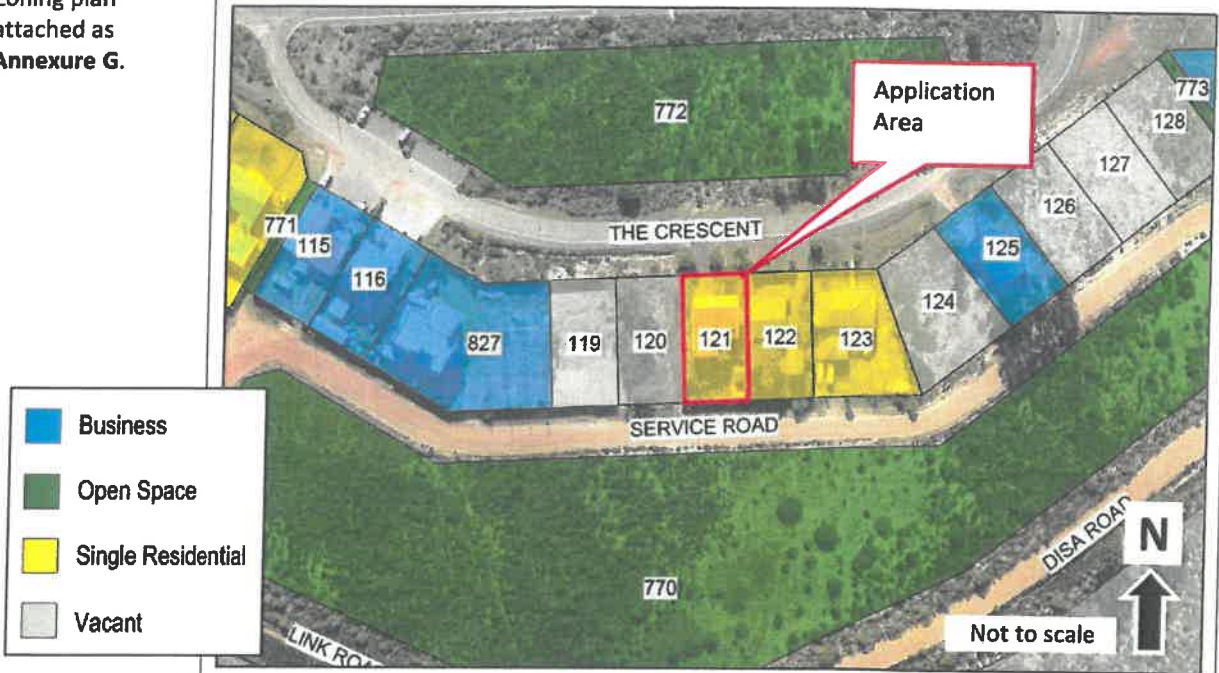 attached as
Annexure G.
Application
Area
772
773
128
127
126
125
124
THE CRESCENT
771
115
116
827
119
120
121
122
123
SERVICE ROAD
770
DISA ROAD
LINK
N
Not to scale
Business
Open Space
Single Residential
Vacant